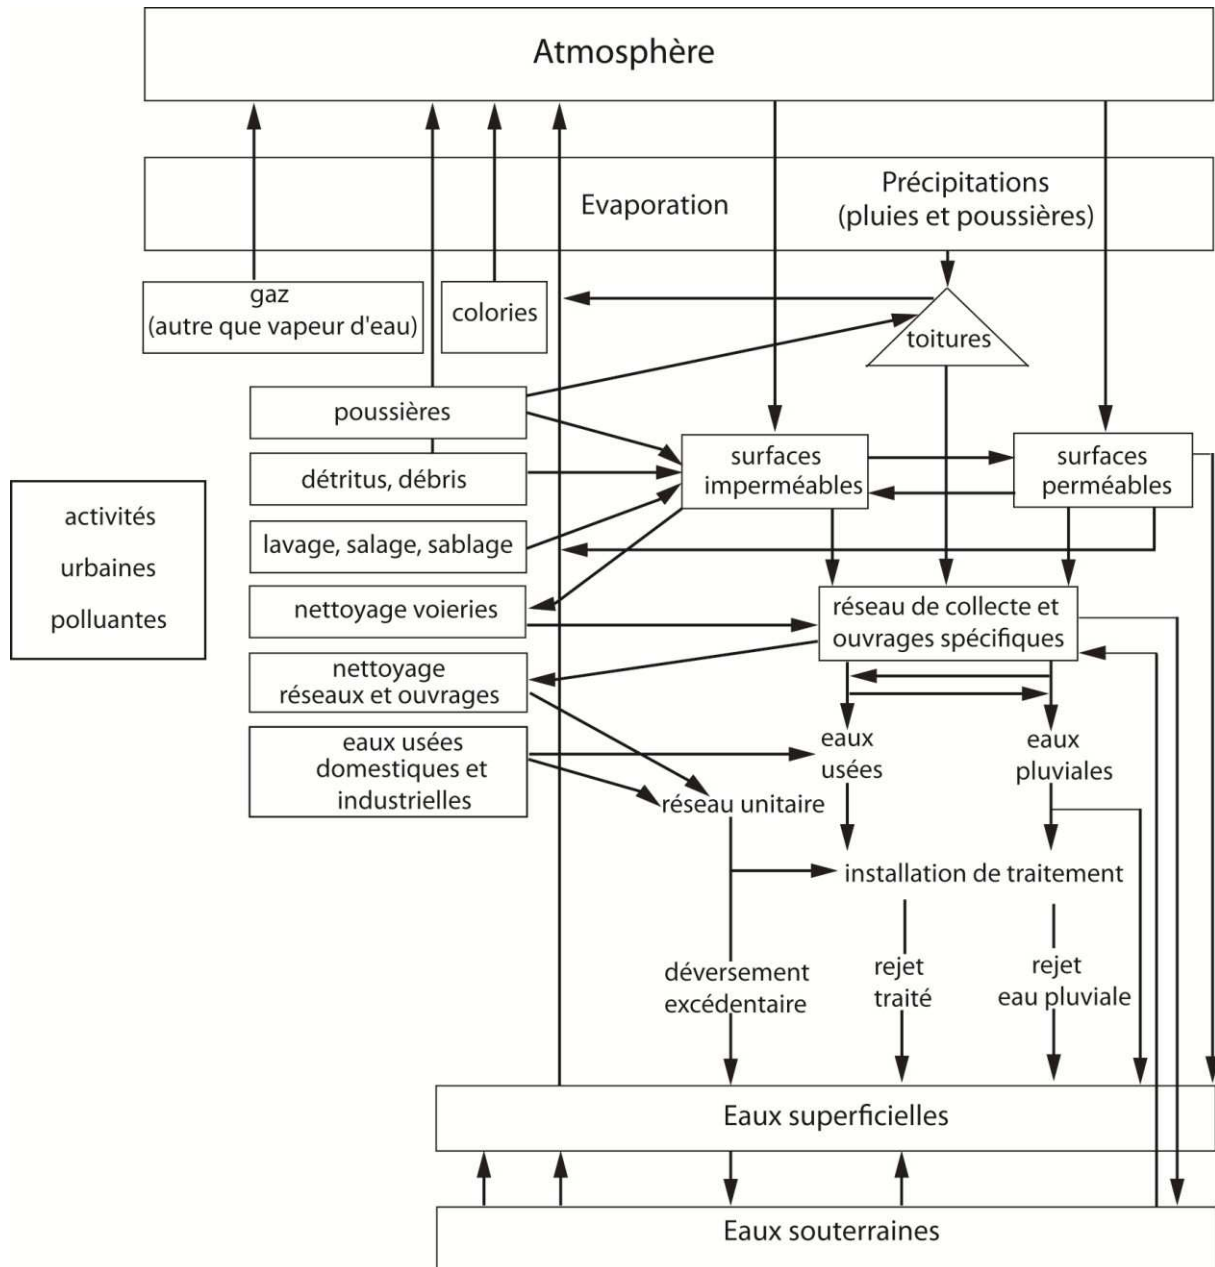 Atmosphère
Evaporation
Précipitations
(pluies et poussières)
gaz
(autre que vapeur d'eau)
colories
toitures
poussières
détritus, débris
lavage, salage, sablage
nettoyage voieries
nettoyage
réseaux et ouvrages
eaux usées
domestiques et
industrielles
activités
urbaines
polluantes
surfaces
imperméables
surfaces
perméables
réseau de collecte et
ouvrages spécifiques
eaux
usées
eaux
pluviales
réseau unitaire
installation de traitement
déversement
excédentaire
rejet
traité
rejet
eau pluviale
Eaux superficielles
Eaux souterraines